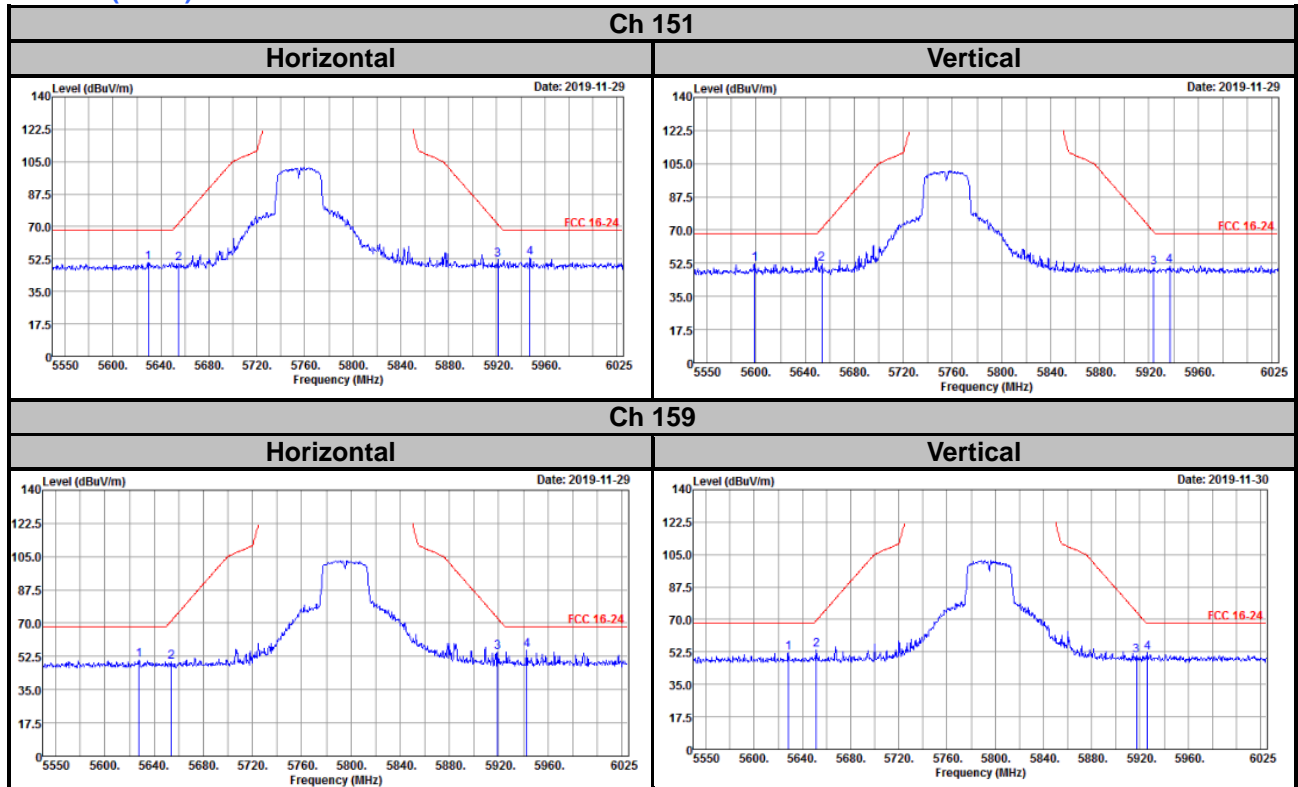 Ch 151
Horizontal Vertical
Level (dBuV/m) Date: 2019-11-29
140
122.5
105.0
87.5
70.0
52.5
35.0
17.5
0
FCC 16-24
1 2 3 4
5550 5600. 5640. 5680. 5720. 5760. 5800. 5840. 5880. 5920. 5960. 6025
Frequency (MHz)
Level (dBuV/m) Date: 2019-11-29
140
122.5
105.0
87.5
70.0
52.5
35.0
17.5
0
FCC 16-24
1 2 3 4
5550 5600. 5640. 5680. 5720. 5760. 5800. 5840. 5880. 5920. 5960. 6025
Frequency (MHz)
Ch 159
Horizontal Vertical
Level (dBuV/m) Date: 2019-11-29
140
122.5
105.0
87.5
70.0
52.5
35.0
17.5
0
FCC 16-24
1 2 3 4
5550 5600. 5640. 5680. 5720. 5760. 5800. 5840. 5880. 5920. 5960. 6025
Frequency (MHz)
Level (dBuV/m) Date: 2019-11-30
140
122.5
105.0
87.5
70.0
52.5
35.0
17.5
0
FCC 16-24
1 2 3 4
5550 5600. 5640. 5680. 5720. 5760. 5800. 5840. 5880. 5920. 5960. 6025
Frequency (MHz)